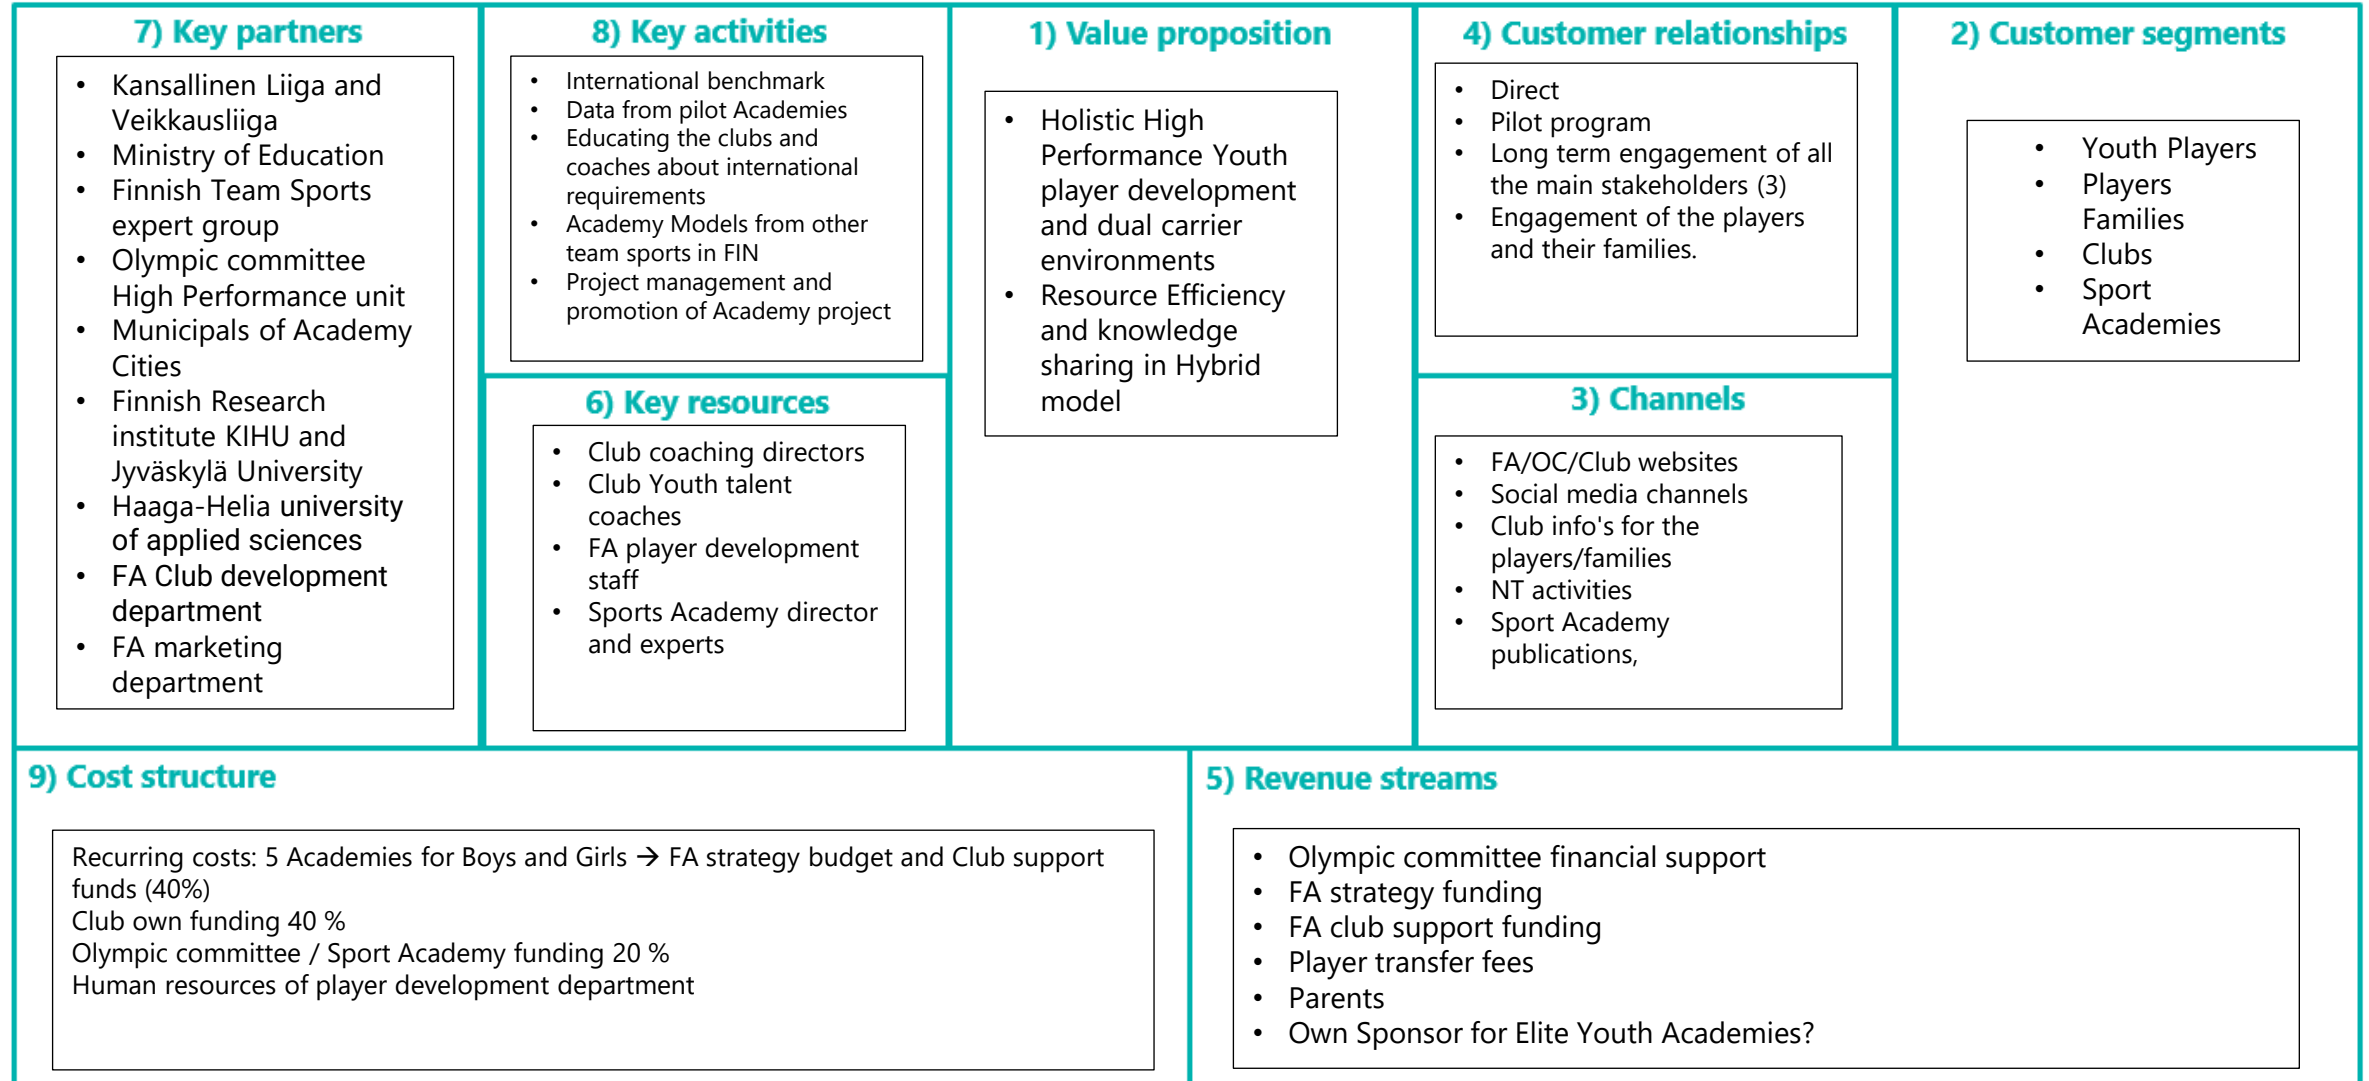 7) Key partners
• Kansallinen Liiga and
Veikkausliiga
• Ministry of Education
• Finnish Team Sports
expert group
• Olympic committee
High Performance unit
• Municipals of Academy
Cities
• Finnish Research
institute KIHU and
Jyväskylä University
• Haaga-Helia university
of applied sciences
• FA Club development
department
• FA marketing
department
8) Key activities
• International benchmark
• Data from pilot Academies
• Educating the clubs and
coaches about international
requirements
• Academy Models from other
team sports in FIN
• Project management and
promotion of Academy project
6) Key resources
• Club coaching directors
• Club Youth talent
coaches
• FA player development
staff
• Sports Academy director
and experts
1) Value proposition
• Holistic High
Performance Youth
player development
and dual carrier
environments
• Resource Efficiency
and knowledge
sharing in Hybrid
model
4) Customer relationships
• Direct
• Pilot program
• Long term engagement of all
the main stakeholders (3)
• Engagement of the players
and their families.
3) Channels
• FA/OC/Club websites
• Social media channels
• Club info's for the
players/families
• NT activities
• Sport Academy
publications,
2) Customer segments
• Youth Players
• Players
Families
• Clubs
• Sport
Academies
9) Cost structure
Recurring costs: 5 Academies for Boys and Girls → FA strategy budget and Club support
funds (40%)
Club own funding 40 %
Olympic committee / Sport Academy funding 20 %
Human resources of player development department
5) Revenue streams
• Olympic committee financial support
• FA strategy funding
• FA club support funding
• Player transfer fees
• Parents
• Own Sponsor for Elite Youth Academies?